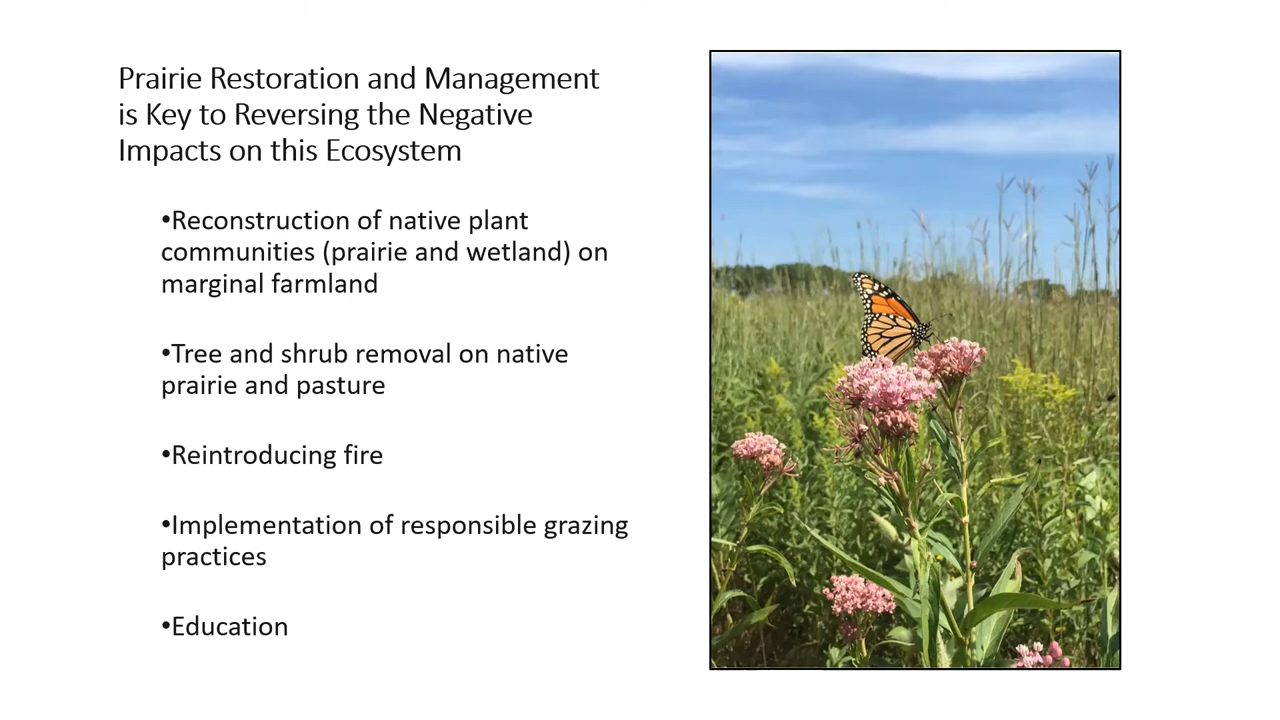 Prairie Restoration and Management
is Key to Reversing the Negative
Impacts on this Ecosystem
•Reconstruction of native plant
communities (prairie and wetland) on
marginal farmland
•Tree and shrub removal on native
prairie and pasture
•Reintroducing fire
•Implementation of responsible grazing
practices
•Education